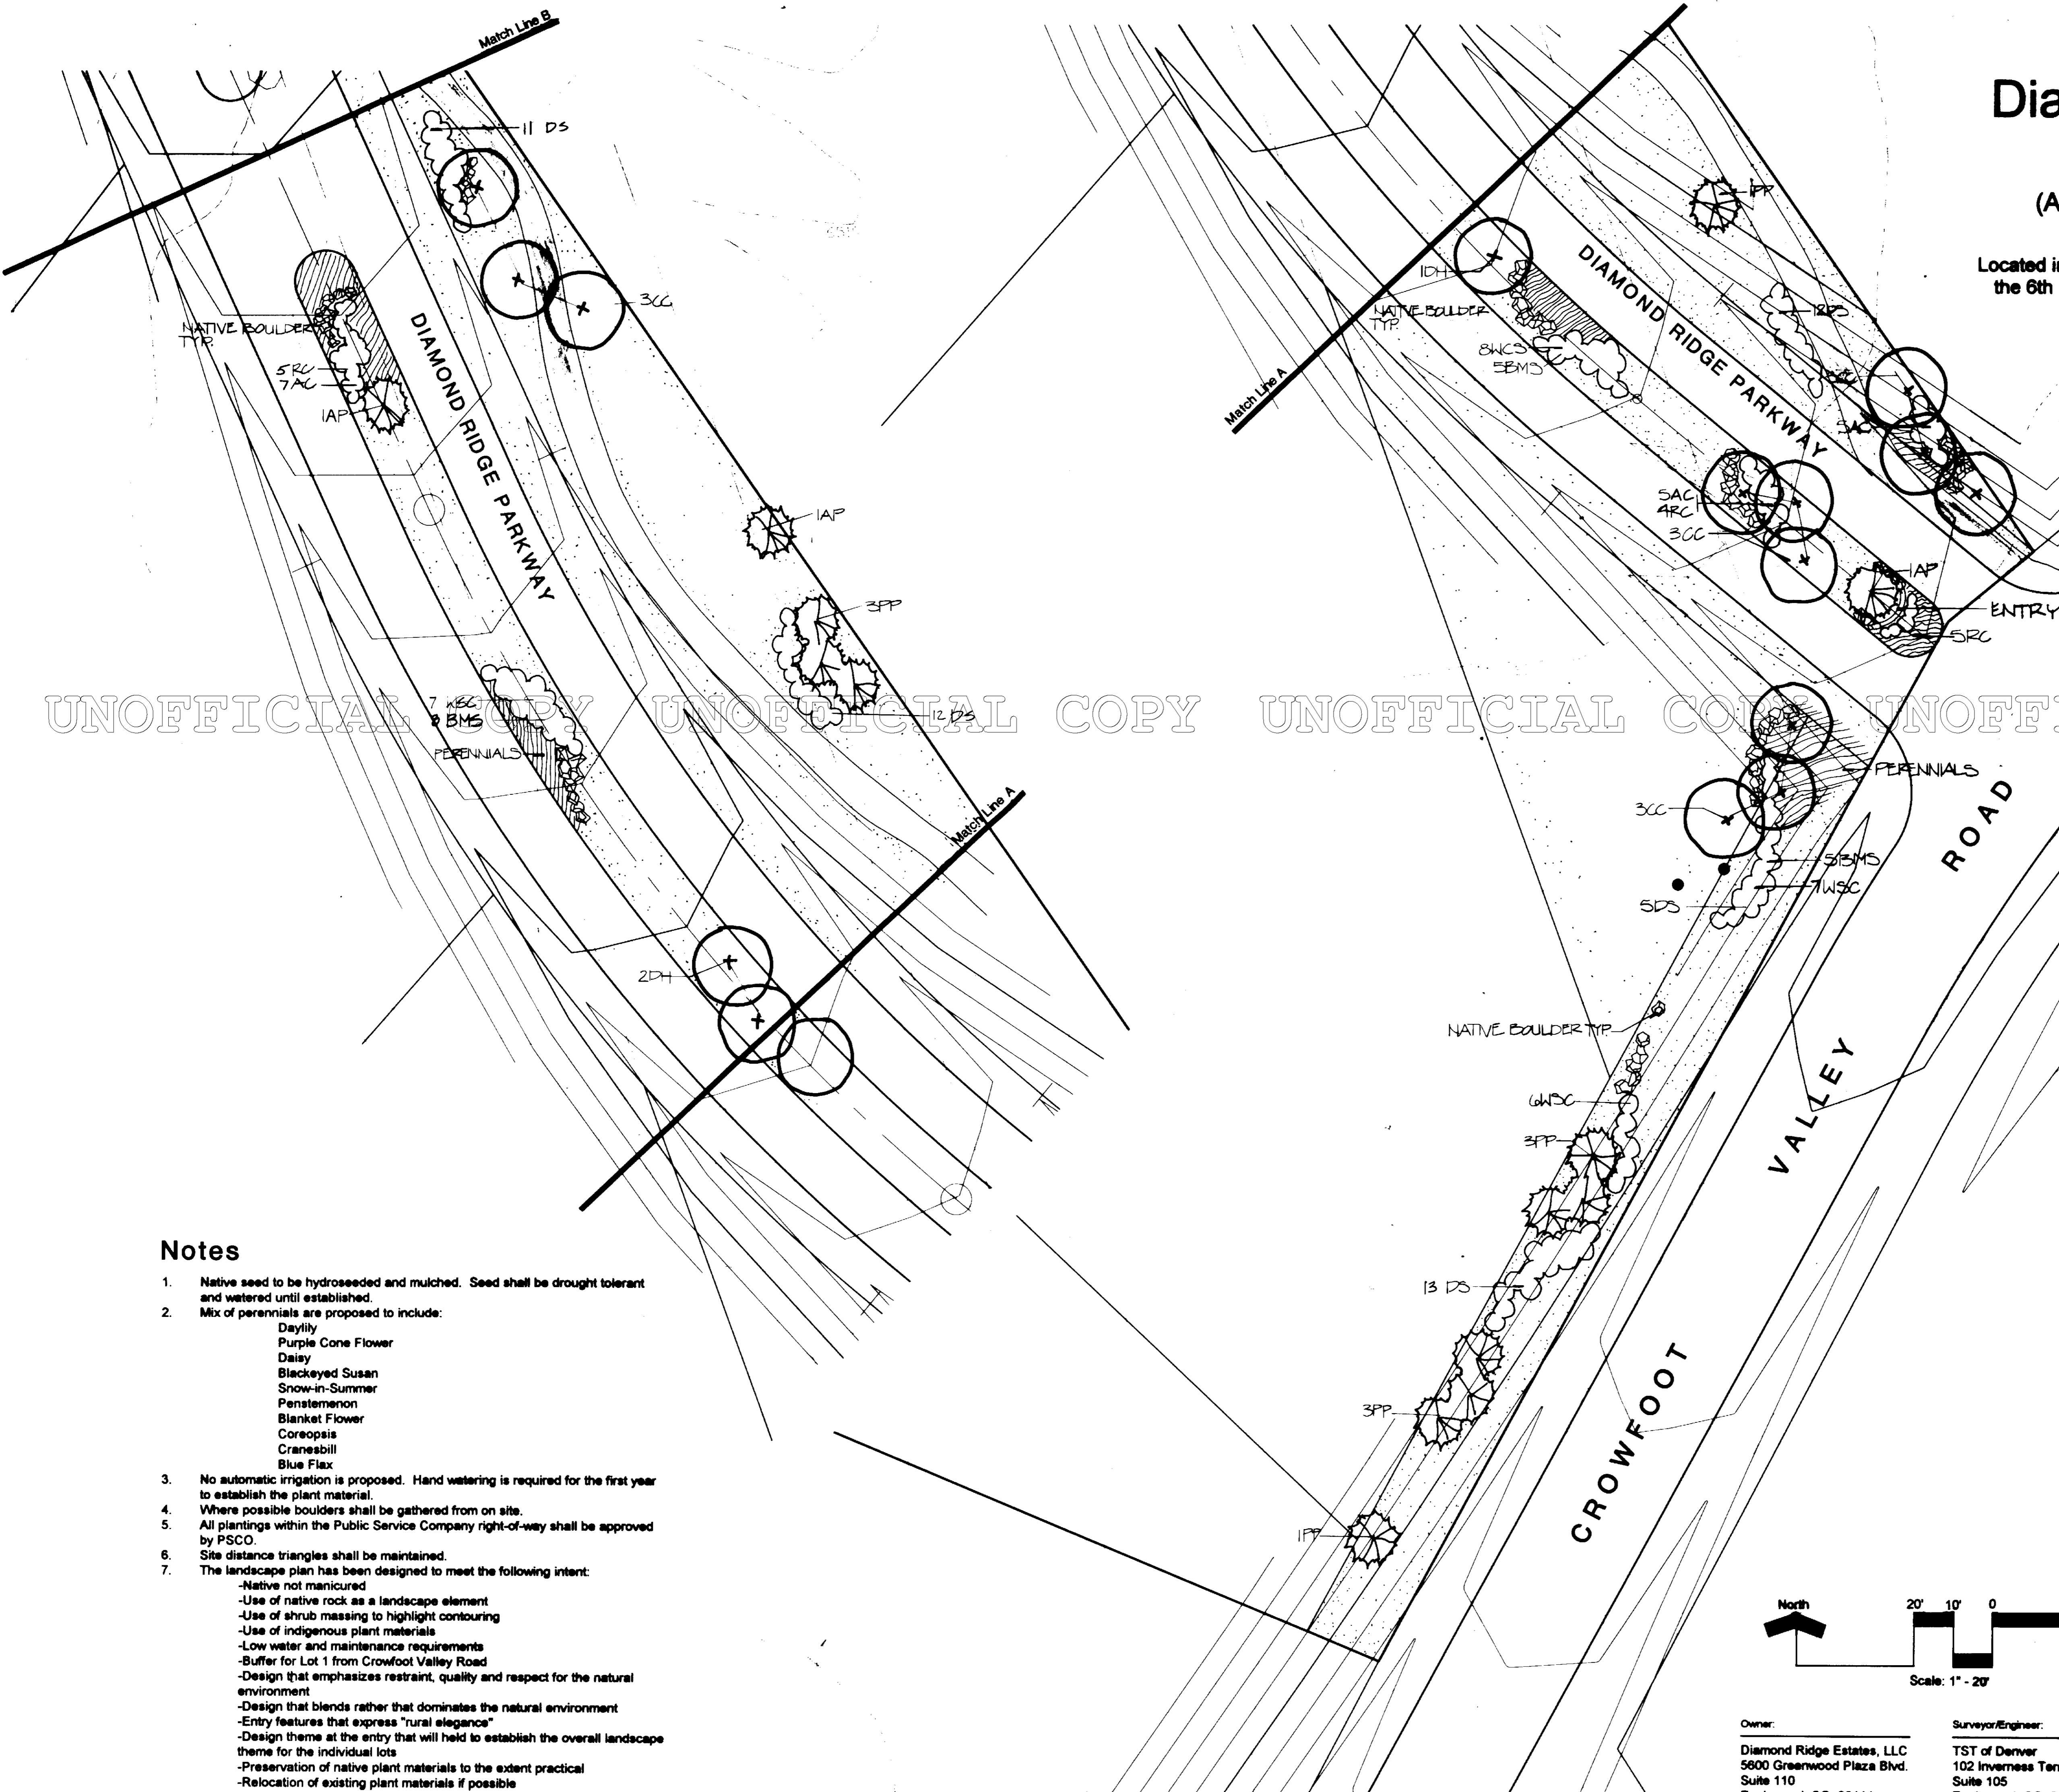 Match Line B
11 DS
3CC
NATIVE BOULDER
TYP.
5RC
7AC
1AP
DIAMOND RIDGE PARKWAY
1AP
3PP
12 DS
7 WSC
8 BMS
PERENNIALS
Match Line A
2DH
Dia
(A
Located i
the 6th
1PP
1DH
NATIVE BOULDER
TYP.
8WCS
5BMS
Match Line A
DIAMOND RIDGE PARKWAY
12DS
5AC
5AC
4RC
3CC
1AP
ENTRY
5RC
UNOFFICIAL COPY UNOFFICIAL COPY UNOFFICIAL COPY UNOFF
PERENNIALS
3CC
5BMS
7WSC
5DS
NATIVE BOULDER TYP.
6WSC
3PP
13 DS
3PP
1PP
CROWFOOT VALLEY ROAD
Notes
1. Native seed to be hydroseeded and mulched. Seed shall be drought tolerant
and watered until established.
2. Mix of perennials are proposed to include:
Daylily
Purple Cone Flower
Daisy
Blackeyed Susan
Snow-in-Summer
Penstemenon
Blanket Flower
Coreopsis
Cranesbill
Blue Flax
3. No automatic irrigation is proposed. Hand watering is required for the first year
to establish the plant material.
4. Where possible boulders shall be gathered from on site.
5. All plantings within the Public Service Company right-of-way shall be approved
by PSCO.
6. Site distance triangles shall be maintained.
7. The landscape plan has been designed to meet the following intent:
-Native not manicured
-Use of native rock as a landscape element
-Use of shrub massing to highlight contouring
-Use of indigenous plant materials
-Low water and maintenance requirements
-Buffer for Lot 1 from Crowfoot Valley Road
-Design that emphasizes restraint, quality and respect for the natural
environment
-Design that blends rather that dominates the natural environment
-Entry features that express "rural elegance"
-Design theme at the entry that will held to establish the overall landscape
theme for the individual lots
-Preservation of native plant materials to the extent practical
-Relocation of existing plant materials if possible
North
20' 10' 0
Scale: 1" - 20'
Owner:
Diamond Ridge Estates, LLC
5600 Greenwood Plaza Blvd.
Suite 110
Surveyor/Engineer:
TST of Denver
102 Inverness Ter
Suite 105